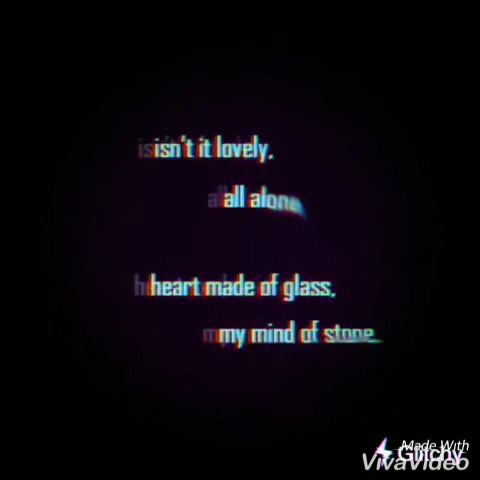 isn't it lovely,
all alone
heart made of glass,
my mind of stone
Made With
Glitchy
VivaVideo